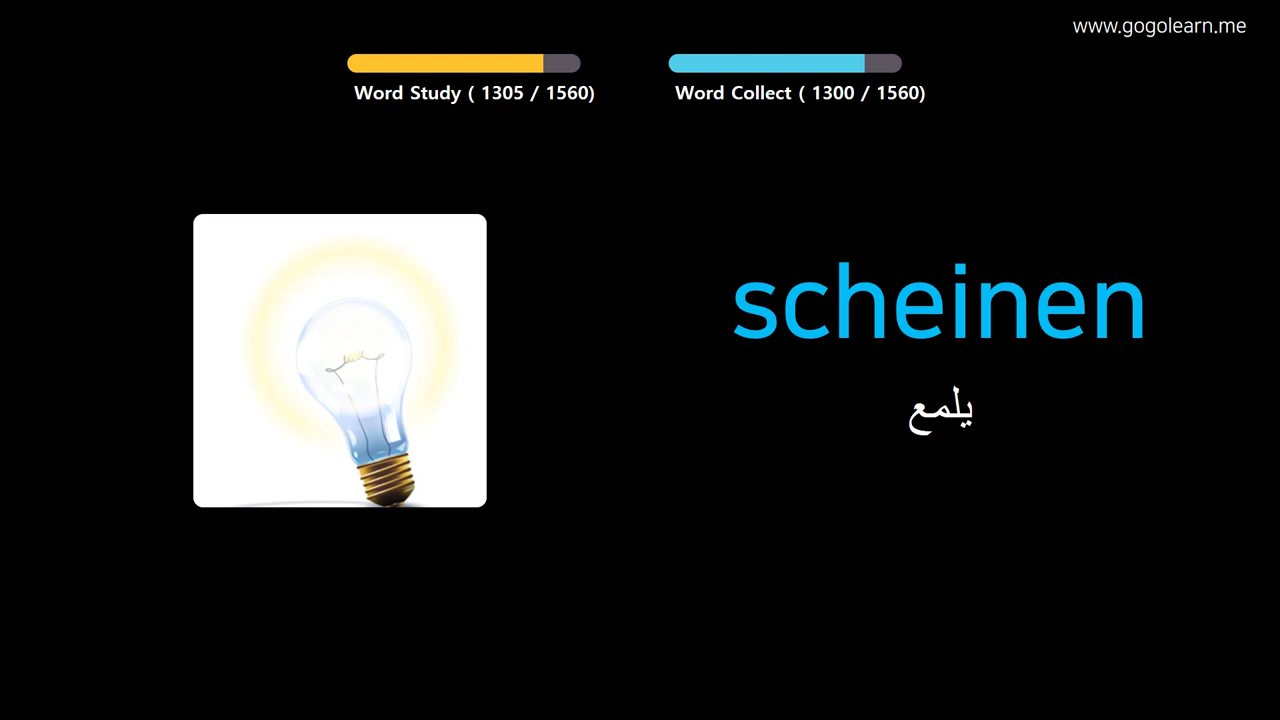 www.gogolearn.me
Word Study ( 1305 / 1560)
Word Collect ( 1300 / 1560)
scheinen
يلمع